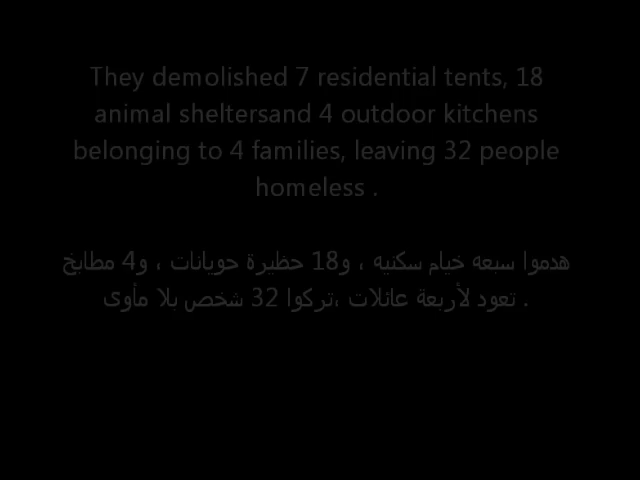 They demolished 7 residential tents, 18
animal sheltersand 4 outdoor kitchens
belonging to 4 families, leaving 32 people
homeless .
هدموا سبعه خيام سكنيه ، و18 حظيرة حويانات ، و4 مطابخ
تعود لأربعة عائلات ،تركوا 32 شخص بلا مأوى .